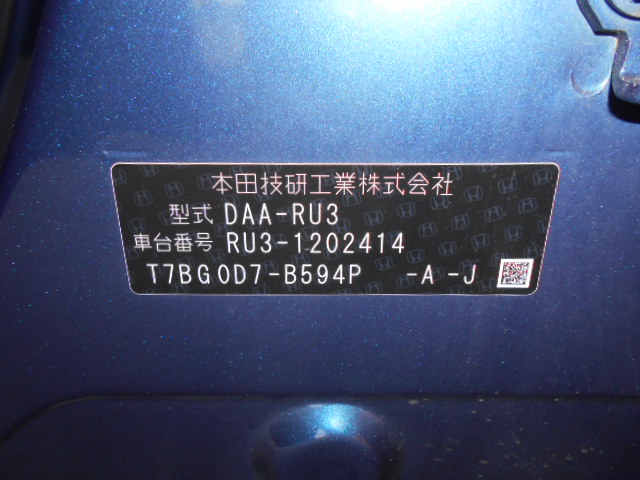 本田技研工業株式会社
型式 DAA-RU3
車台番号 RU3-1202414
T7BG0D7-B594P -A-J